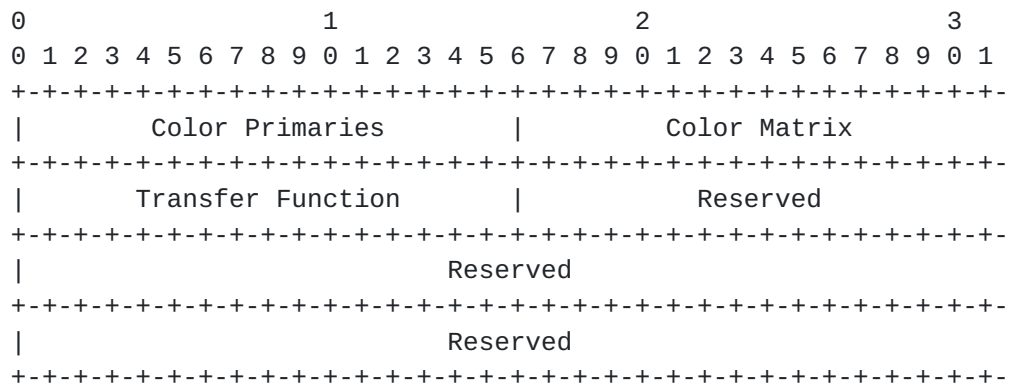 0                   1                   2                   3
0 1 2 3 4 5 6 7 8 9 0 1 2 3 4 5 6 7 8 9 0 1 2 3 4 5 6 7 8 9 0 1
+-+-+-+-+-+-+-+-+-+-+-+-+-+-+-+-+-+-+-+-+-+-+-+-+-+-+-+-+-+-+-+-
|        Color Primaries        |         Color Matrix
+-+-+-+-+-+-+-+-+-+-+-+-+-+-+-+-+-+-+-+-+-+-+-+-+-+-+-+-+-+-+-+-
|       Transfer Function       |           Reserved
+-+-+-+-+-+-+-+-+-+-+-+-+-+-+-+-+-+-+-+-+-+-+-+-+-+-+-+-+-+-+-+-
|                           Reserved
+-+-+-+-+-+-+-+-+-+-+-+-+-+-+-+-+-+-+-+-+-+-+-+-+-+-+-+-+-+-+-+-
|                           Reserved
+-+-+-+-+-+-+-+-+-+-+-+-+-+-+-+-+-+-+-+-+-+-+-+-+-+-+-+-+-+-+-+-